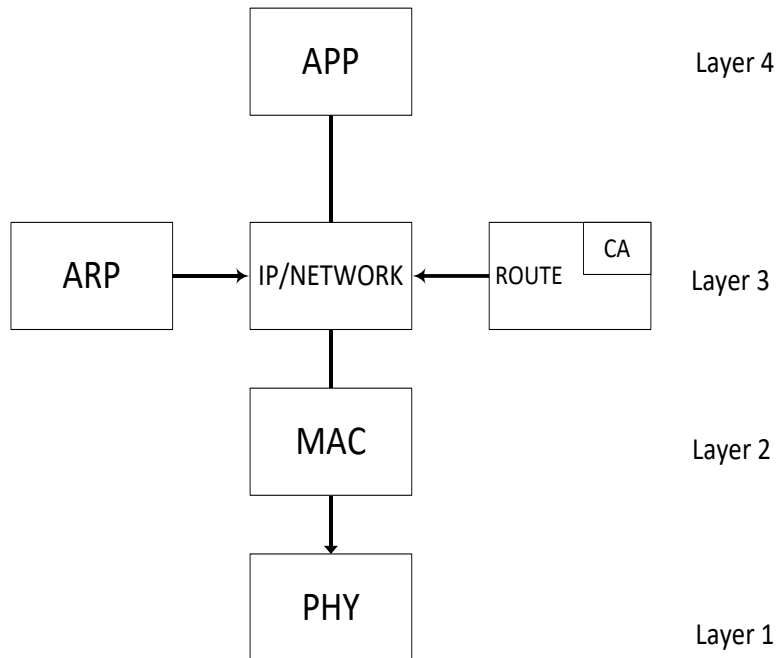 APP
Layer 4
ARP
IP/NETWORK
ROUTE
CA
Layer 3
MAC
Layer 2
PHY
Layer 1